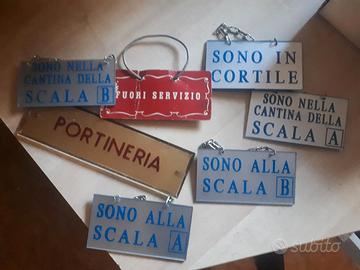 SONO NELLA
CANTINA DELLA
SCALA B
FUORI SERVIZIO
SONO IN
CORTILE
SONO NELLA
CANTINA DELLA
SCALA A
PORTINERIA
SONO ALLA
SCALA B
SONO ALLA
SCALA A
subito